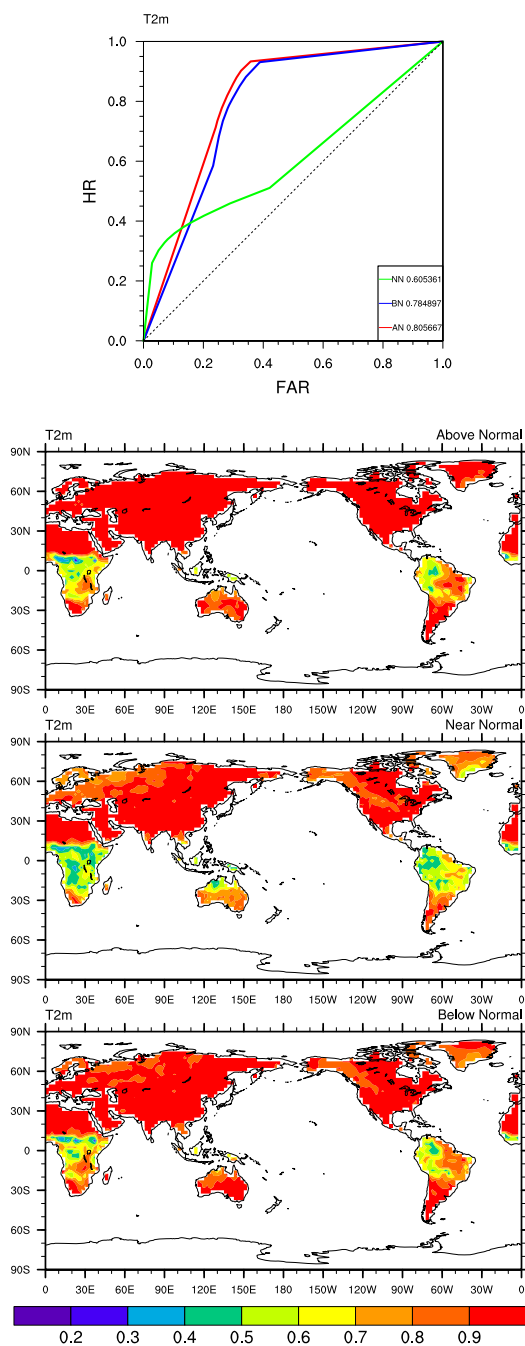 T2m
1.0
0.8
0.6
0.4
0.2
0.0
HR
NN 0.605361
BN 0.784897
AN 0.805667
0.0 0.2 0.4 0.6 0.8 1.0
FAR
T2m Above Normal
90N
60N
30N
0
30S
60S
90S
0 30E 60E 90E 120E 150E 180 150W 120W 90W 60W 30W 0
T2m Near Normal
90N
60N
30N
0
30S
60S
90S
0 30E 60E 90E 120E 150E 180 150W 120W 90W 60W 30W 0
T2m Below Normal
90N
60N
30N
0
30S
60S
90S
0 30E 60E 90E 120E 150E 180 150W 120W 90W 60W 30W 0
0.2 0.3 0.4 0.5 0.6 0.7 0.8 0.9